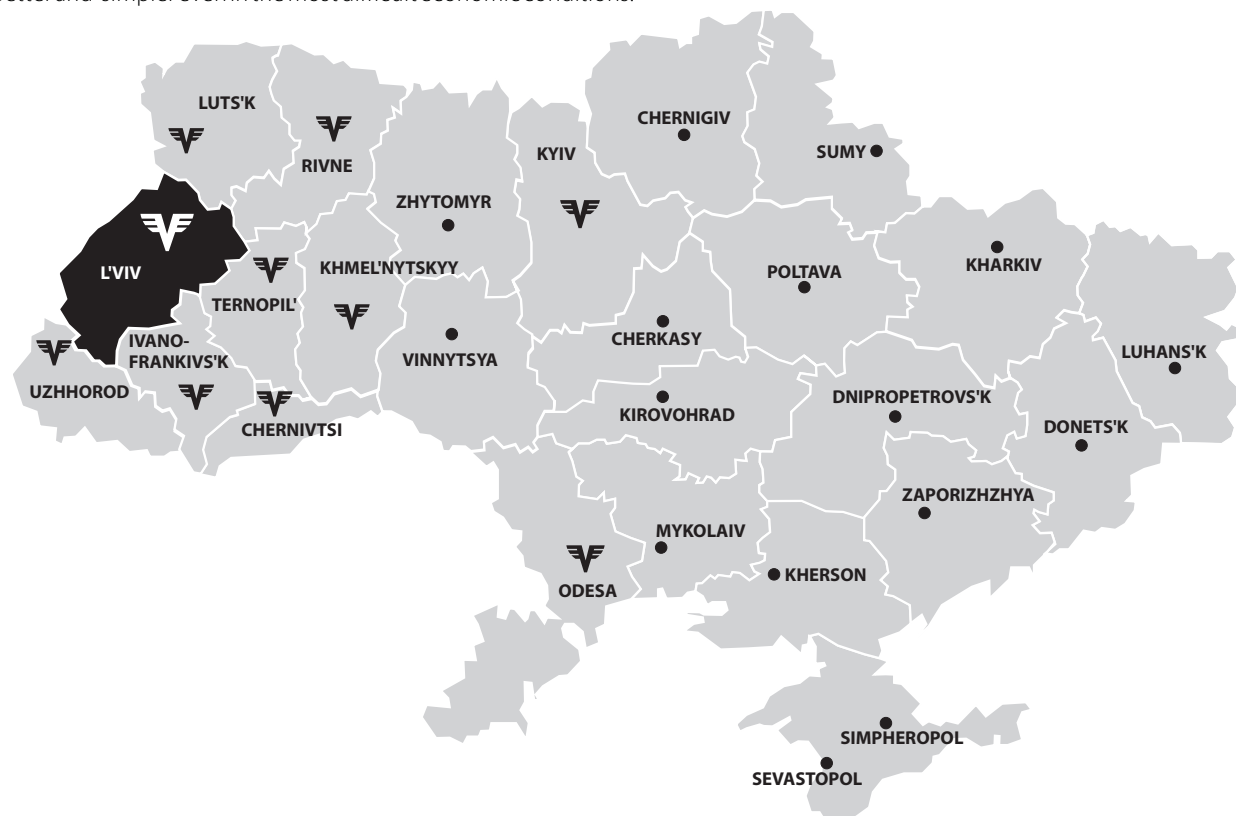 better and simpler even in the most difficult economic conditions.
LUTS'K
RIVNE
KYIV
CHERNIGIV
SUMY
ZHYTOMYR
L'VIV
TERNOPIL'
KHMEL'NYTSKYY
POLTAVA
KHARKIV
IVANO-
FRANKIVS'K
VINNYTSYA
CHERKASY
LUHANS'K
UZHHOROD
CHERNIVTSI
KIROVOHRAD
DNIPROPETROVS'K
DONETS'K
ZAPORIZHZHYA
MYKOLAIV
ODESA
KHERSON
SIMPHEROPOL
SEVASTOPOL